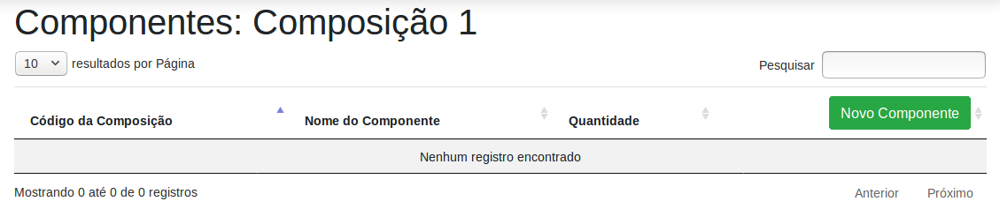 Componentes: Composição 1
10 resultados por Página Pesquisar
Código da Composição Nome do Componente Quantidade Novo Componente
Nenhum registro encontrado
Mostrando 0 até 0 de 0 registros Anterior Próximo